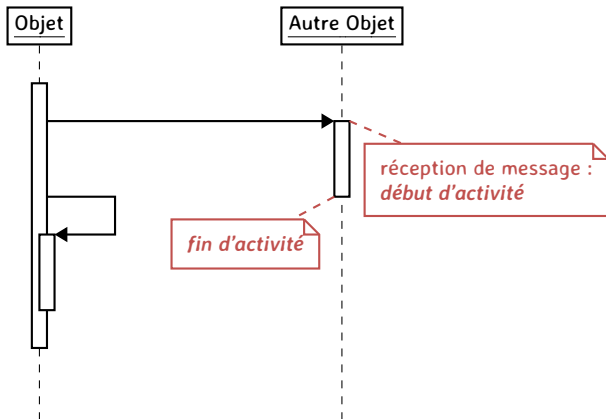 Objet
Autre Objet
réception de message :
début d'activité
fin d'activité